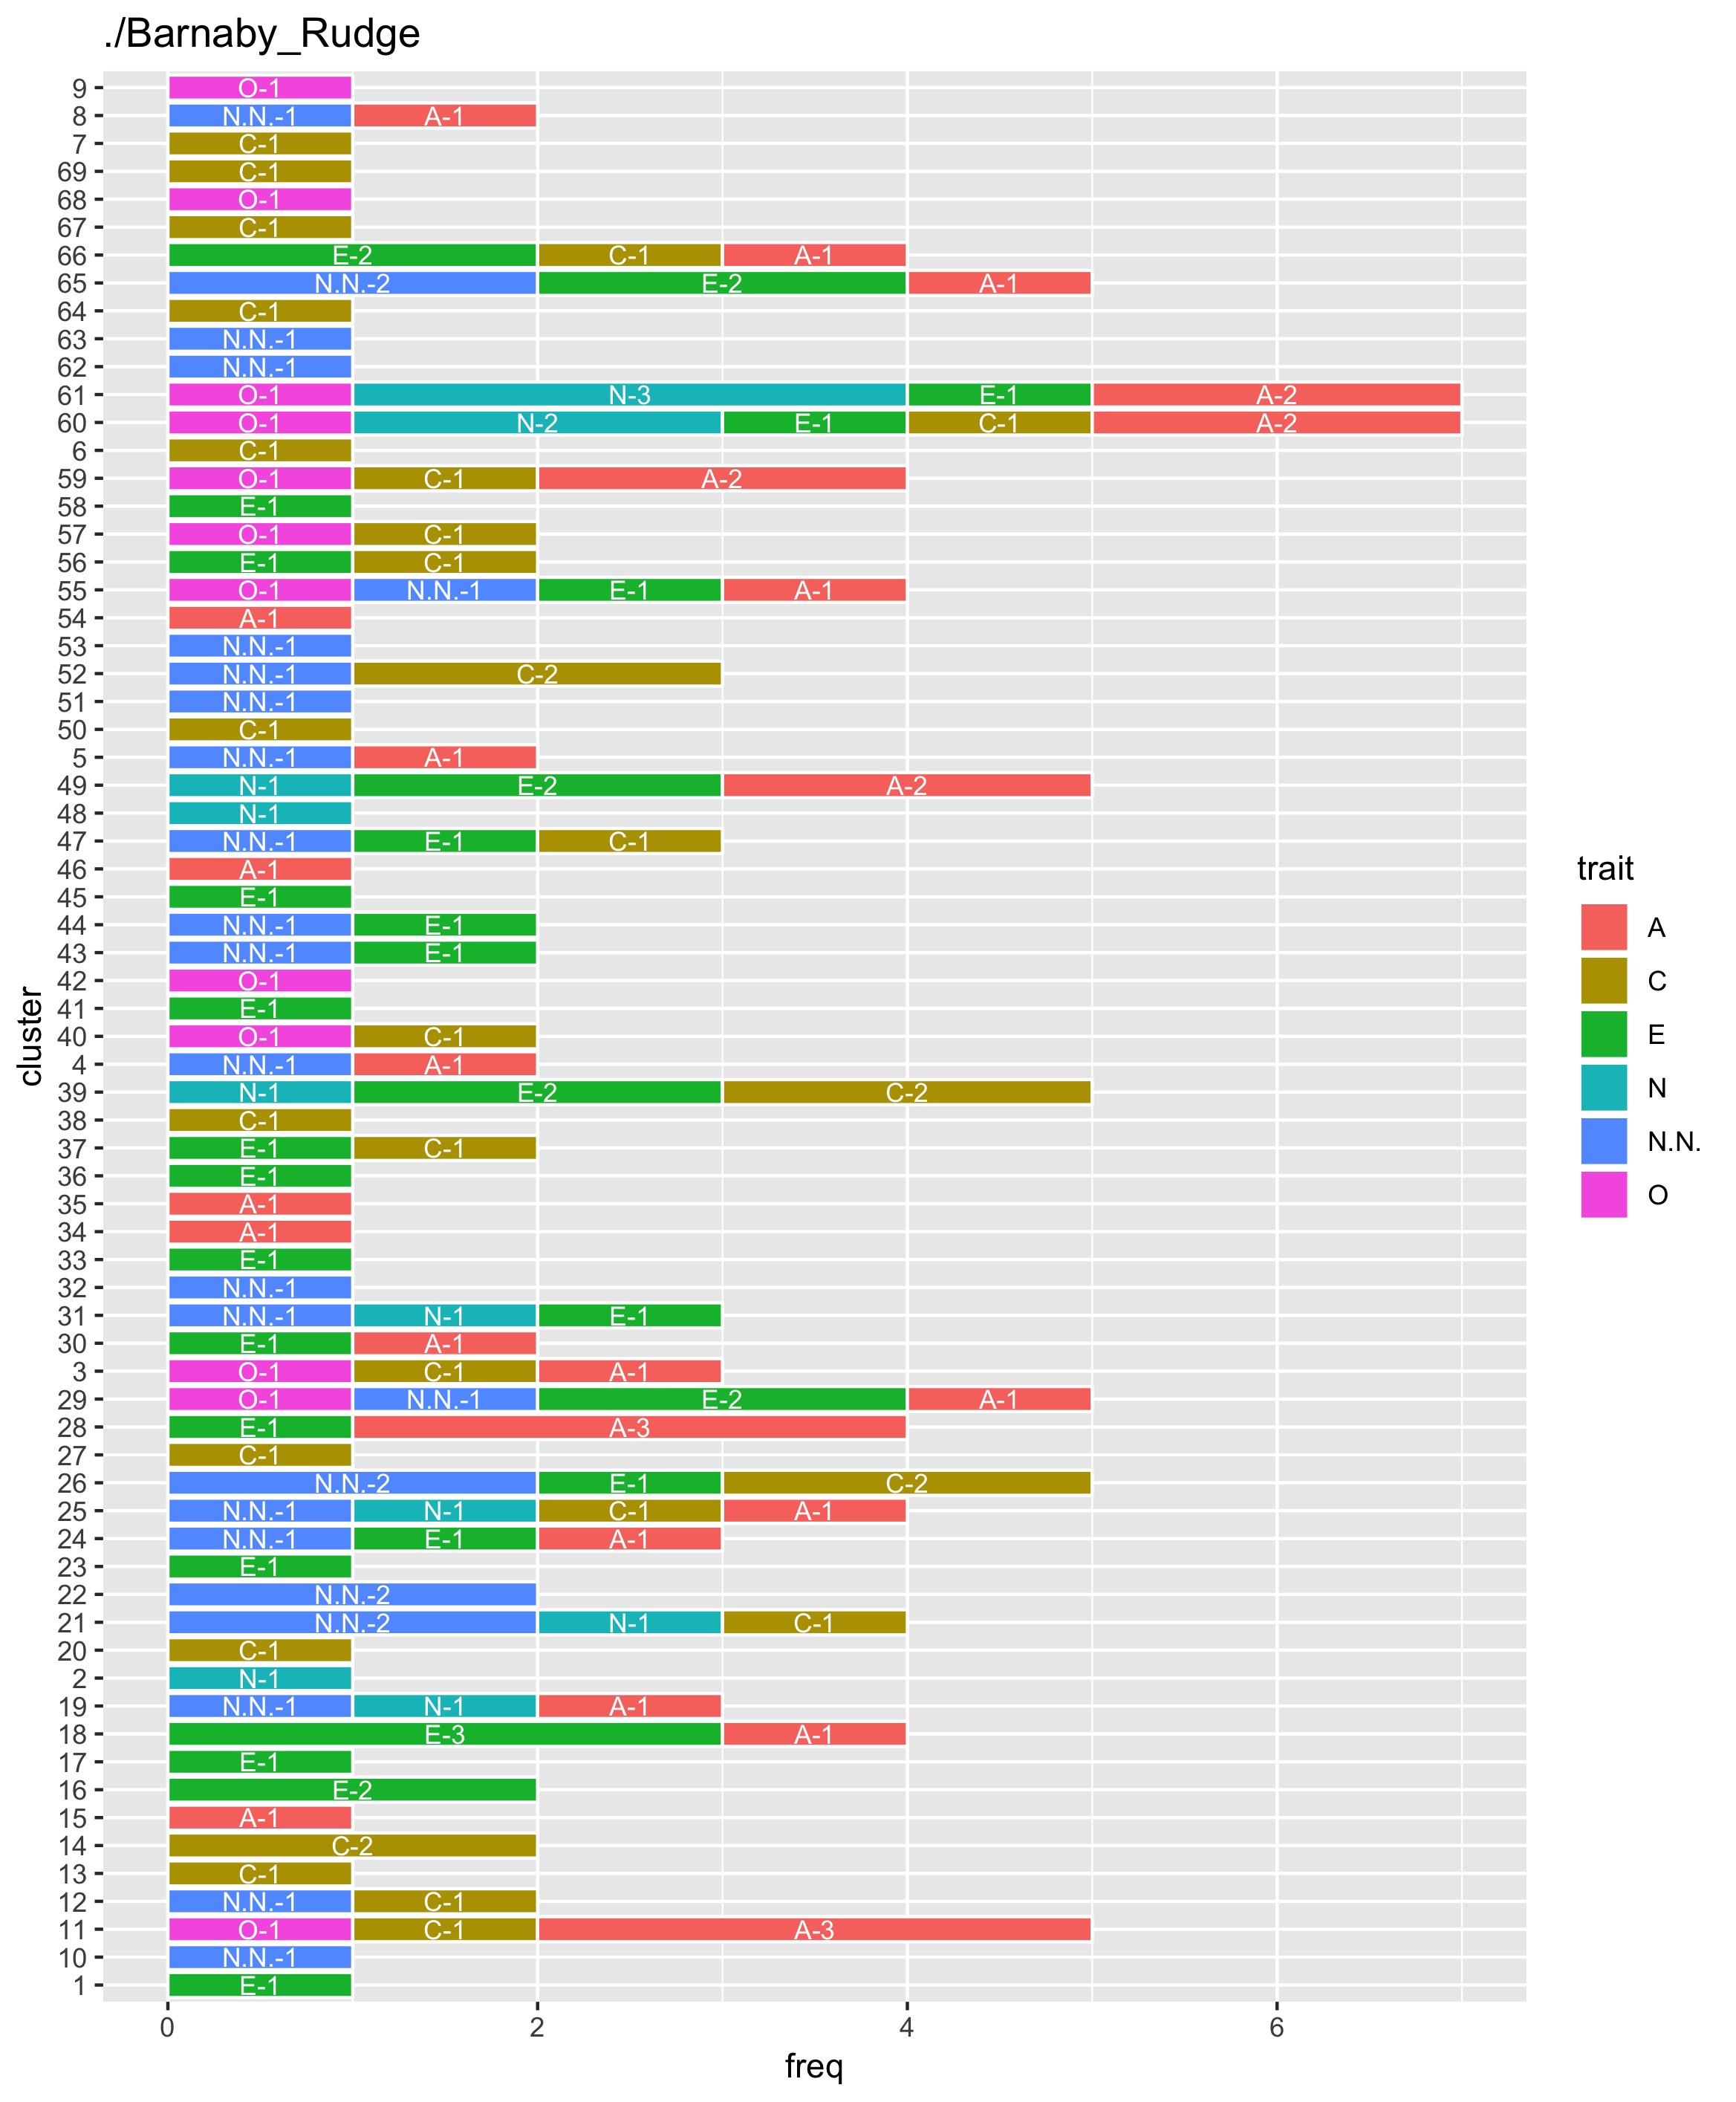 ./Barnaby_Rudge
9 O-1
8 N.N.-1 A-1
7 C-1
69 C-1
68 O-1
67 C-1
66 E-2 C-1 A-1
65 N.N.-2 E-2 A-1
64 C-1
63 N.N.-1
62 N.N.-1
61 O-1 N-3 E-1 A-2
60 O-1 N-2 E-1 C-1 A-2
6 C-1
59 O-1 C-1 A-2
58 E-1
57 O-1 C-1
56 E-1 C-1
55 O-1 N.N.-1 E-1 A-1
54 A-1
53 N.N.-1
52 N.N.-1 C-2
51 N.N.-1
50 C-1
5 N.N.-1 A-1
49 N-1 E-2 A-2
48 N-1
47 N.N.-1 E-1 C-1
46 A-1
45 E-1
44 N.N.-1 E-1
43 N.N.-1 E-1
42 O-1
41 E-1
40 O-1 C-1
4 N.N.-1 A-1
39 N-1 E-2 C-2
38 C-1
37 E-1 C-1
36 E-1
35 A-1
34 A-1
33 E-1
32 N.N.-1
31 N.N.-1 N-1 E-1
30 E-1 A-1
3 O-1 C-1 A-1
29 O-1 N.N.-1 E-2 A-1
28 E-1 A-3
27 C-1
26 N.N.-2 E-1 C-2
25 N.N.-1 N-1 C-1 A-1
24 N.N.-1 E-1 A-1
23 E-1
22 N.N.-2
21 N.N.-2 N-1 C-1
20 C-1
2 N-1
19 N.N.-1 N-1 A-1
18 E-3 A-1
17 E-1
16 E-2
15 A-1
14 C-2
13 C-1
12 N.N.-1 C-1
11 O-1 C-1 A-3
10 N.N.-1
1 E-1
0 2 4 6
freq
cluster
trait
A
C
E
N
N.N.
O